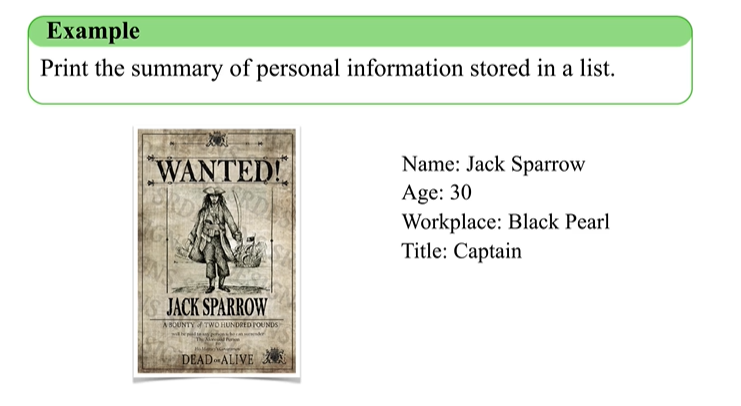 Example
Print the summary of personal information stored in a list.
WANTED!
JACK SPARROW
A BOUNTY of TWO HUNDRED POUNDS
DEAD or ALIVE
Name: Jack Sparrow
Age: 30
Workplace: Black Pearl
Title: Captain